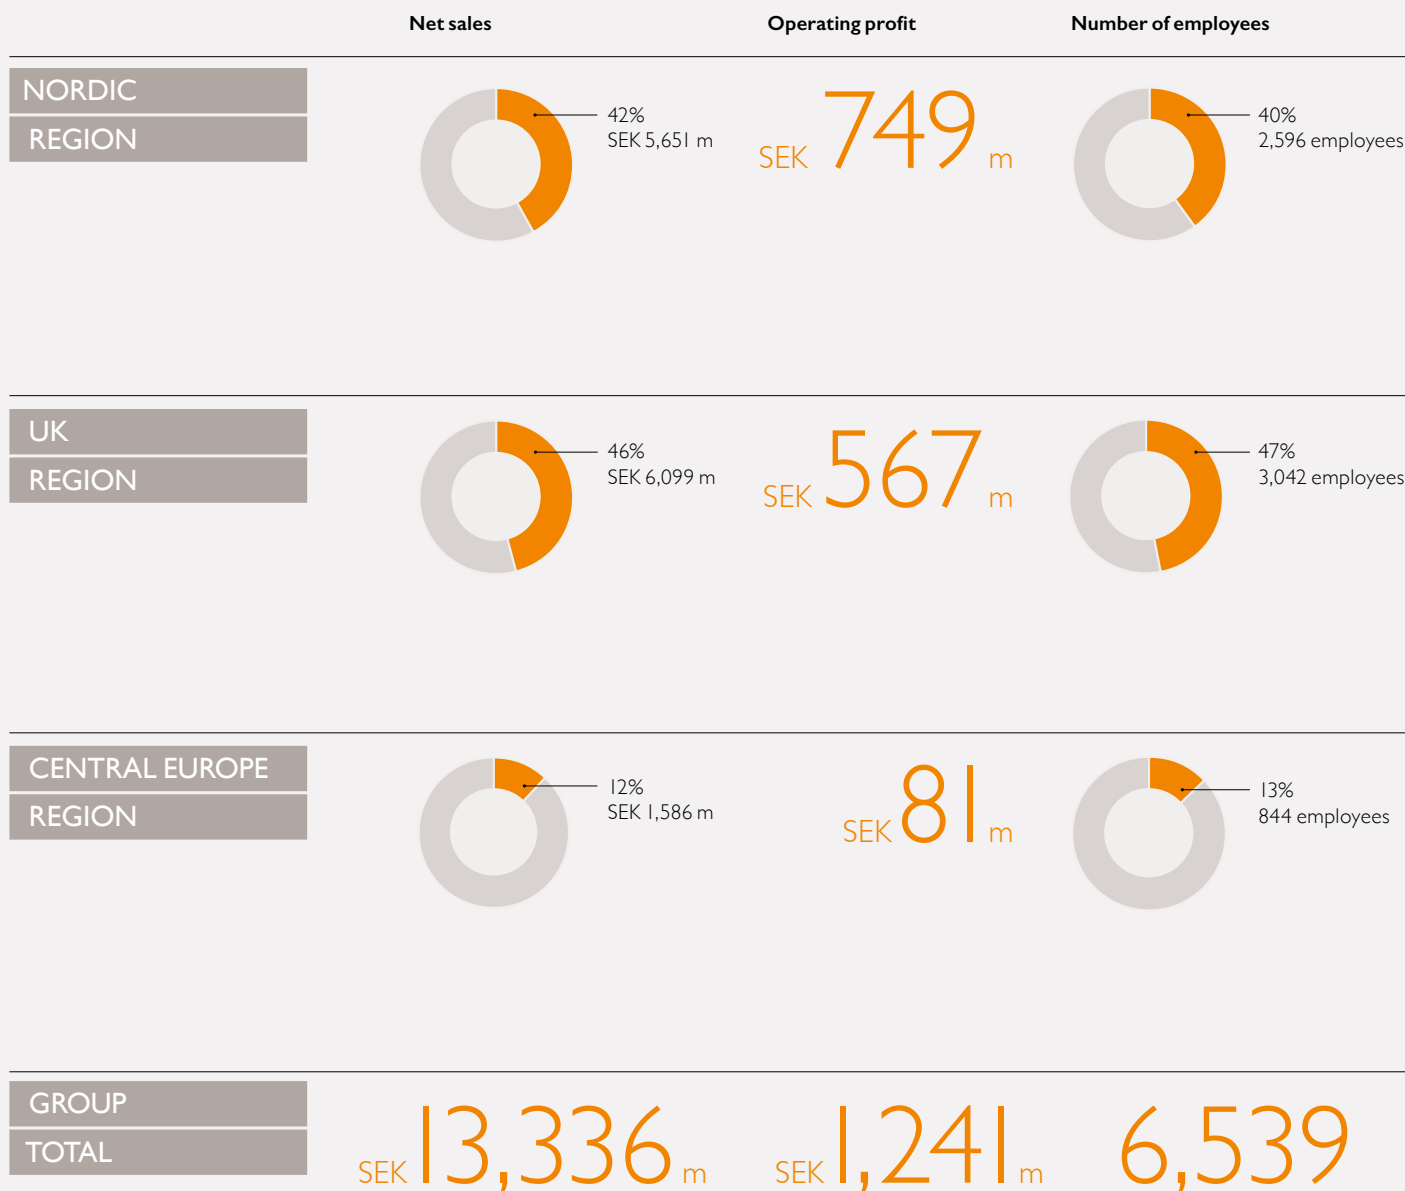 Net sales Operating profit Number of employees
NORDIC
REGION
42%
SEK 5,651 m
SEK 749 m
40%
2,596 employees
UK
REGION
46%
SEK 6,099 m
SEK 567 m
47%
3,042 employees
CENTRAL EUROPE
REGION
12%
SEK 1,586 m
SEK 81 m
13%
844 employees
GROUP
TOTAL
SEK 13,336 m SEK 1,241 m 6,539